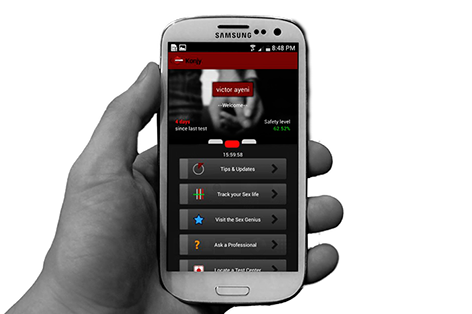 SAMSUNG
8:48 PM
victor ayeni
Welcome
4 days
since last test
Safety level
62.52%
15:59:58
Tips & Updates
Track your Sex life
Visit the Sex Genius
Ask a Professional
Locate a Test Center